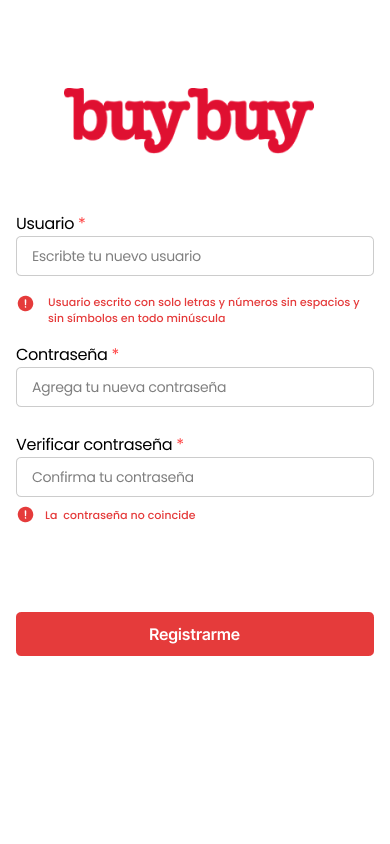 buy buy
Usuario *
Escribte tu nuevo usuario
Usuario escrito con solo letras y números sin espacios y
sin símbolos en todo minúscula
Contraseña *
Agrega tu nueva contraseña
Verificar contraseña *
Confirma tu contraseña
La contraseña no coincide
Registrarme